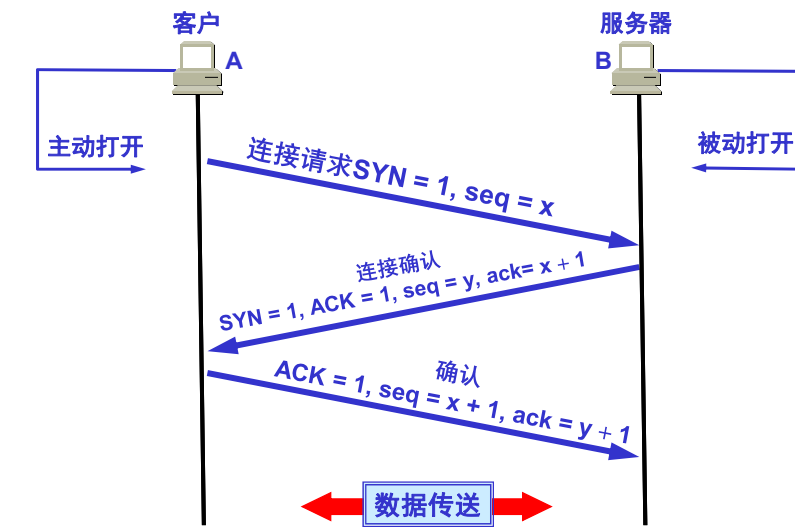 客户
服务器
A
B
主动打开
被动打开
连接请求SYN = 1, seq = x
连接确认
SYN = 1, ACK = 1, seq = y, ack= x + 1
确认
ACK = 1, seq = x + 1, ack = y + 1
数据传送